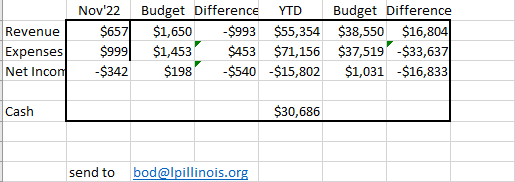 Nov'22 Budget Difference YTD Budget Difference
Revenue $657 $1,650 -$993 $55,354 $38,550 $16,804
Expenses $999 $1,453 $453 $71,156 $37,519 -$33,637
Net Incom -$342 $198 -$540 -$15,802 $1,031 -$16,833
Cash $30,686
send to bod@lpillinois.org